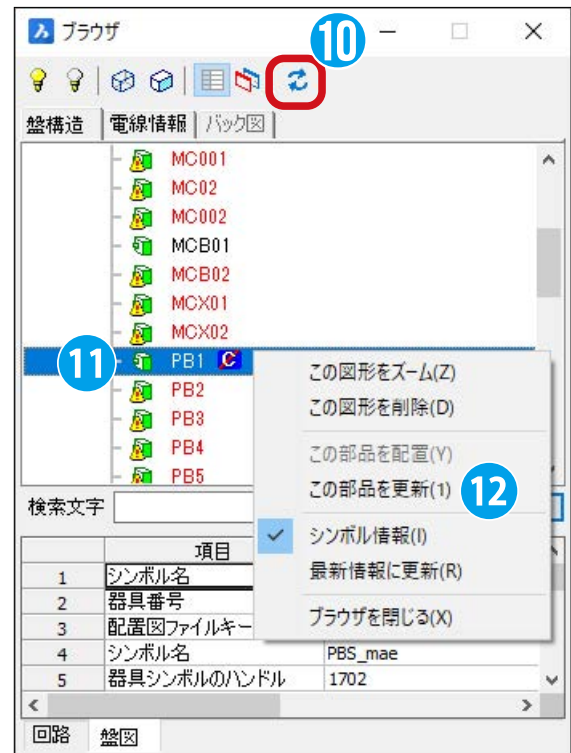 ブラウザ
10
盤構造 電線情報 バック図
MC001
MC02
MC002
MCB01
MCB02
MCX01
MCX02
11 PB1 C
PB2
PB3
PB4
PB5
この図形をズーム(Z)
この図形を削除(D)
この部品を配置(Y)
この部品を更新(1) 12
シンボル情報(I)
最新情報に更新(R)
ブラウザを閉じる(X)
検索文字
項目
1 シンボル名
2 器具番号
3 配置図ファイルキー
4 シンボル名 PBS_mae
5 器具シンボルのハンドル 1702
回路 盤図